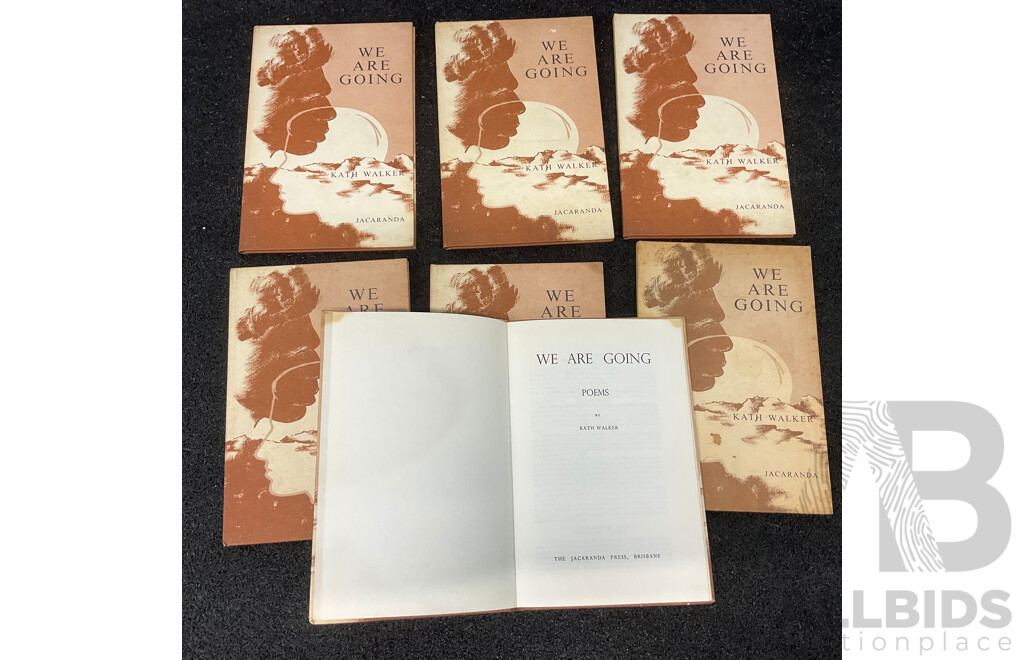 WE
ARE
GOING
KATH WALKER
JACARANDA
WE
ARE
GOING
KATH WALKER
JACARANDA
WE
ARE
GOING
KATH WALKER
JACARANDA
WE
ARE
WE
ARE
WE
ARE
GOING
KATH WALKER
JACARANDA
WE ARE GOING
POEMS
BY
KATH WALKER
THE JACARANDA PRESS, BRISBANE
AB
LLBIDS
tionplace